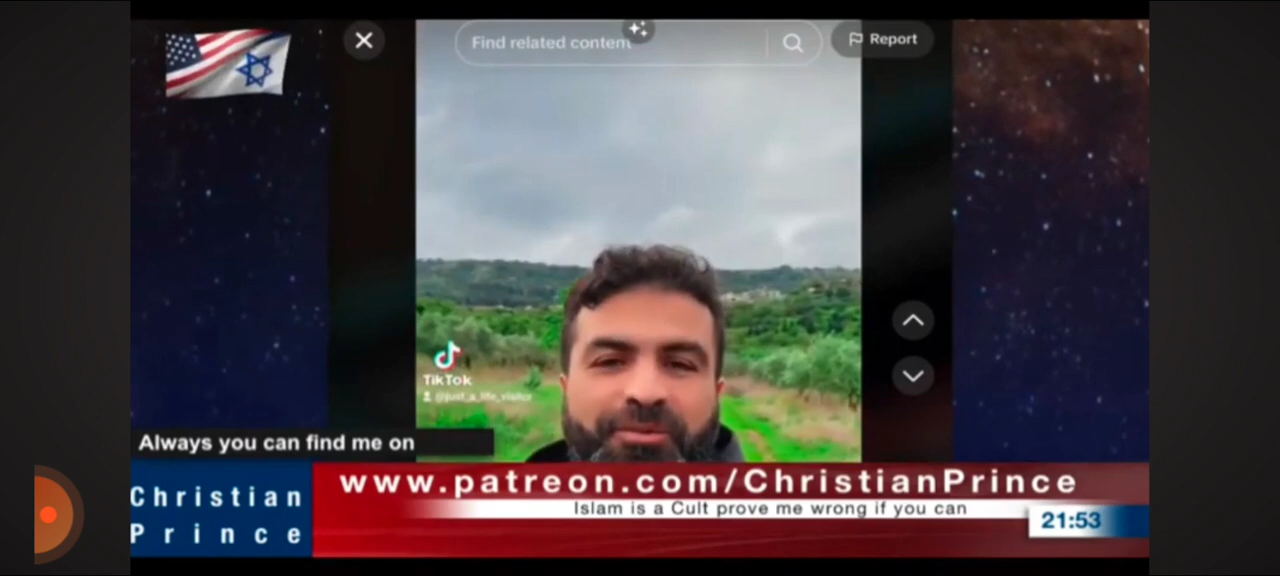 Find related content
Report
TikTok
@just_a_life_visitor
Always you can find me on
Christian
Prince
www.patreon.com/ChristianPrince
Islam is a Cult prove me wrong if you can
21:53